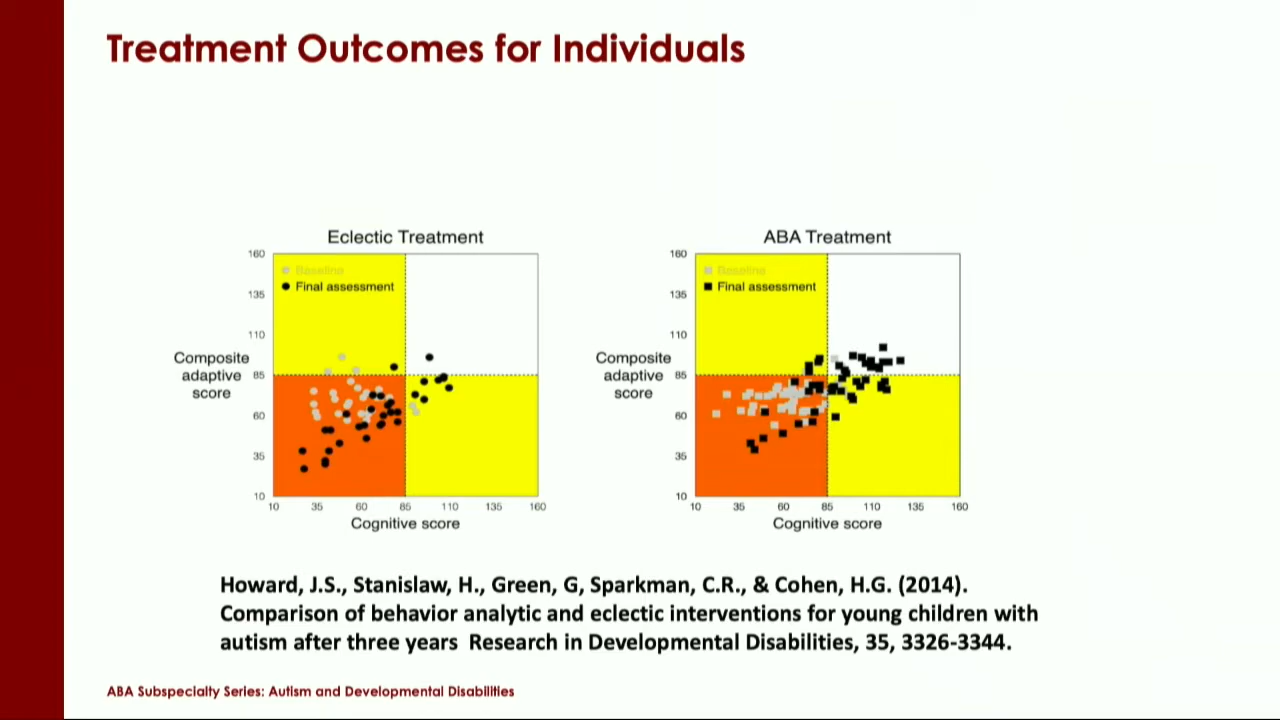 Treatment Outcomes for Individuals
Eclectic Treatment
160
135
110
85
60
35
10
Composite
adaptive
score
Baseline
Final assessment
10 35 60 85 110 135 160
Cognitive score
ABA Treatment
160
135
110
85
60
35
10
Composite
adaptive
score
Baseline
Final assessment
10 35 60 85 110 135 160
Cognitive score
Howard, J.S., Stanislaw, H., Green, G, Sparkman, C.R., & Cohen, H.G. (2014).
Comparison of behavior analytic and eclectic interventions for young children with
autism after three years Research in Developmental Disabilities, 35, 3326-3344.
ABA Subspecialty Series: Autism and Developmental Disabilities